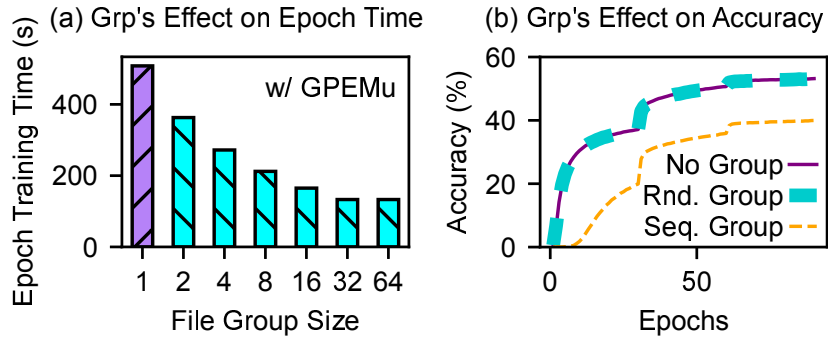 (a) Grp's Effect on Epoch Time
Epoch Training Time (s)
400
200
0
w/ GPEMu
1 2 4 8 16 32 64
File Group Size
(b) Grp's Effect on Accuracy
Accuracy (%)
60
40
20
0
No Group
Rnd. Group
Seq. Group
0 50
Epochs